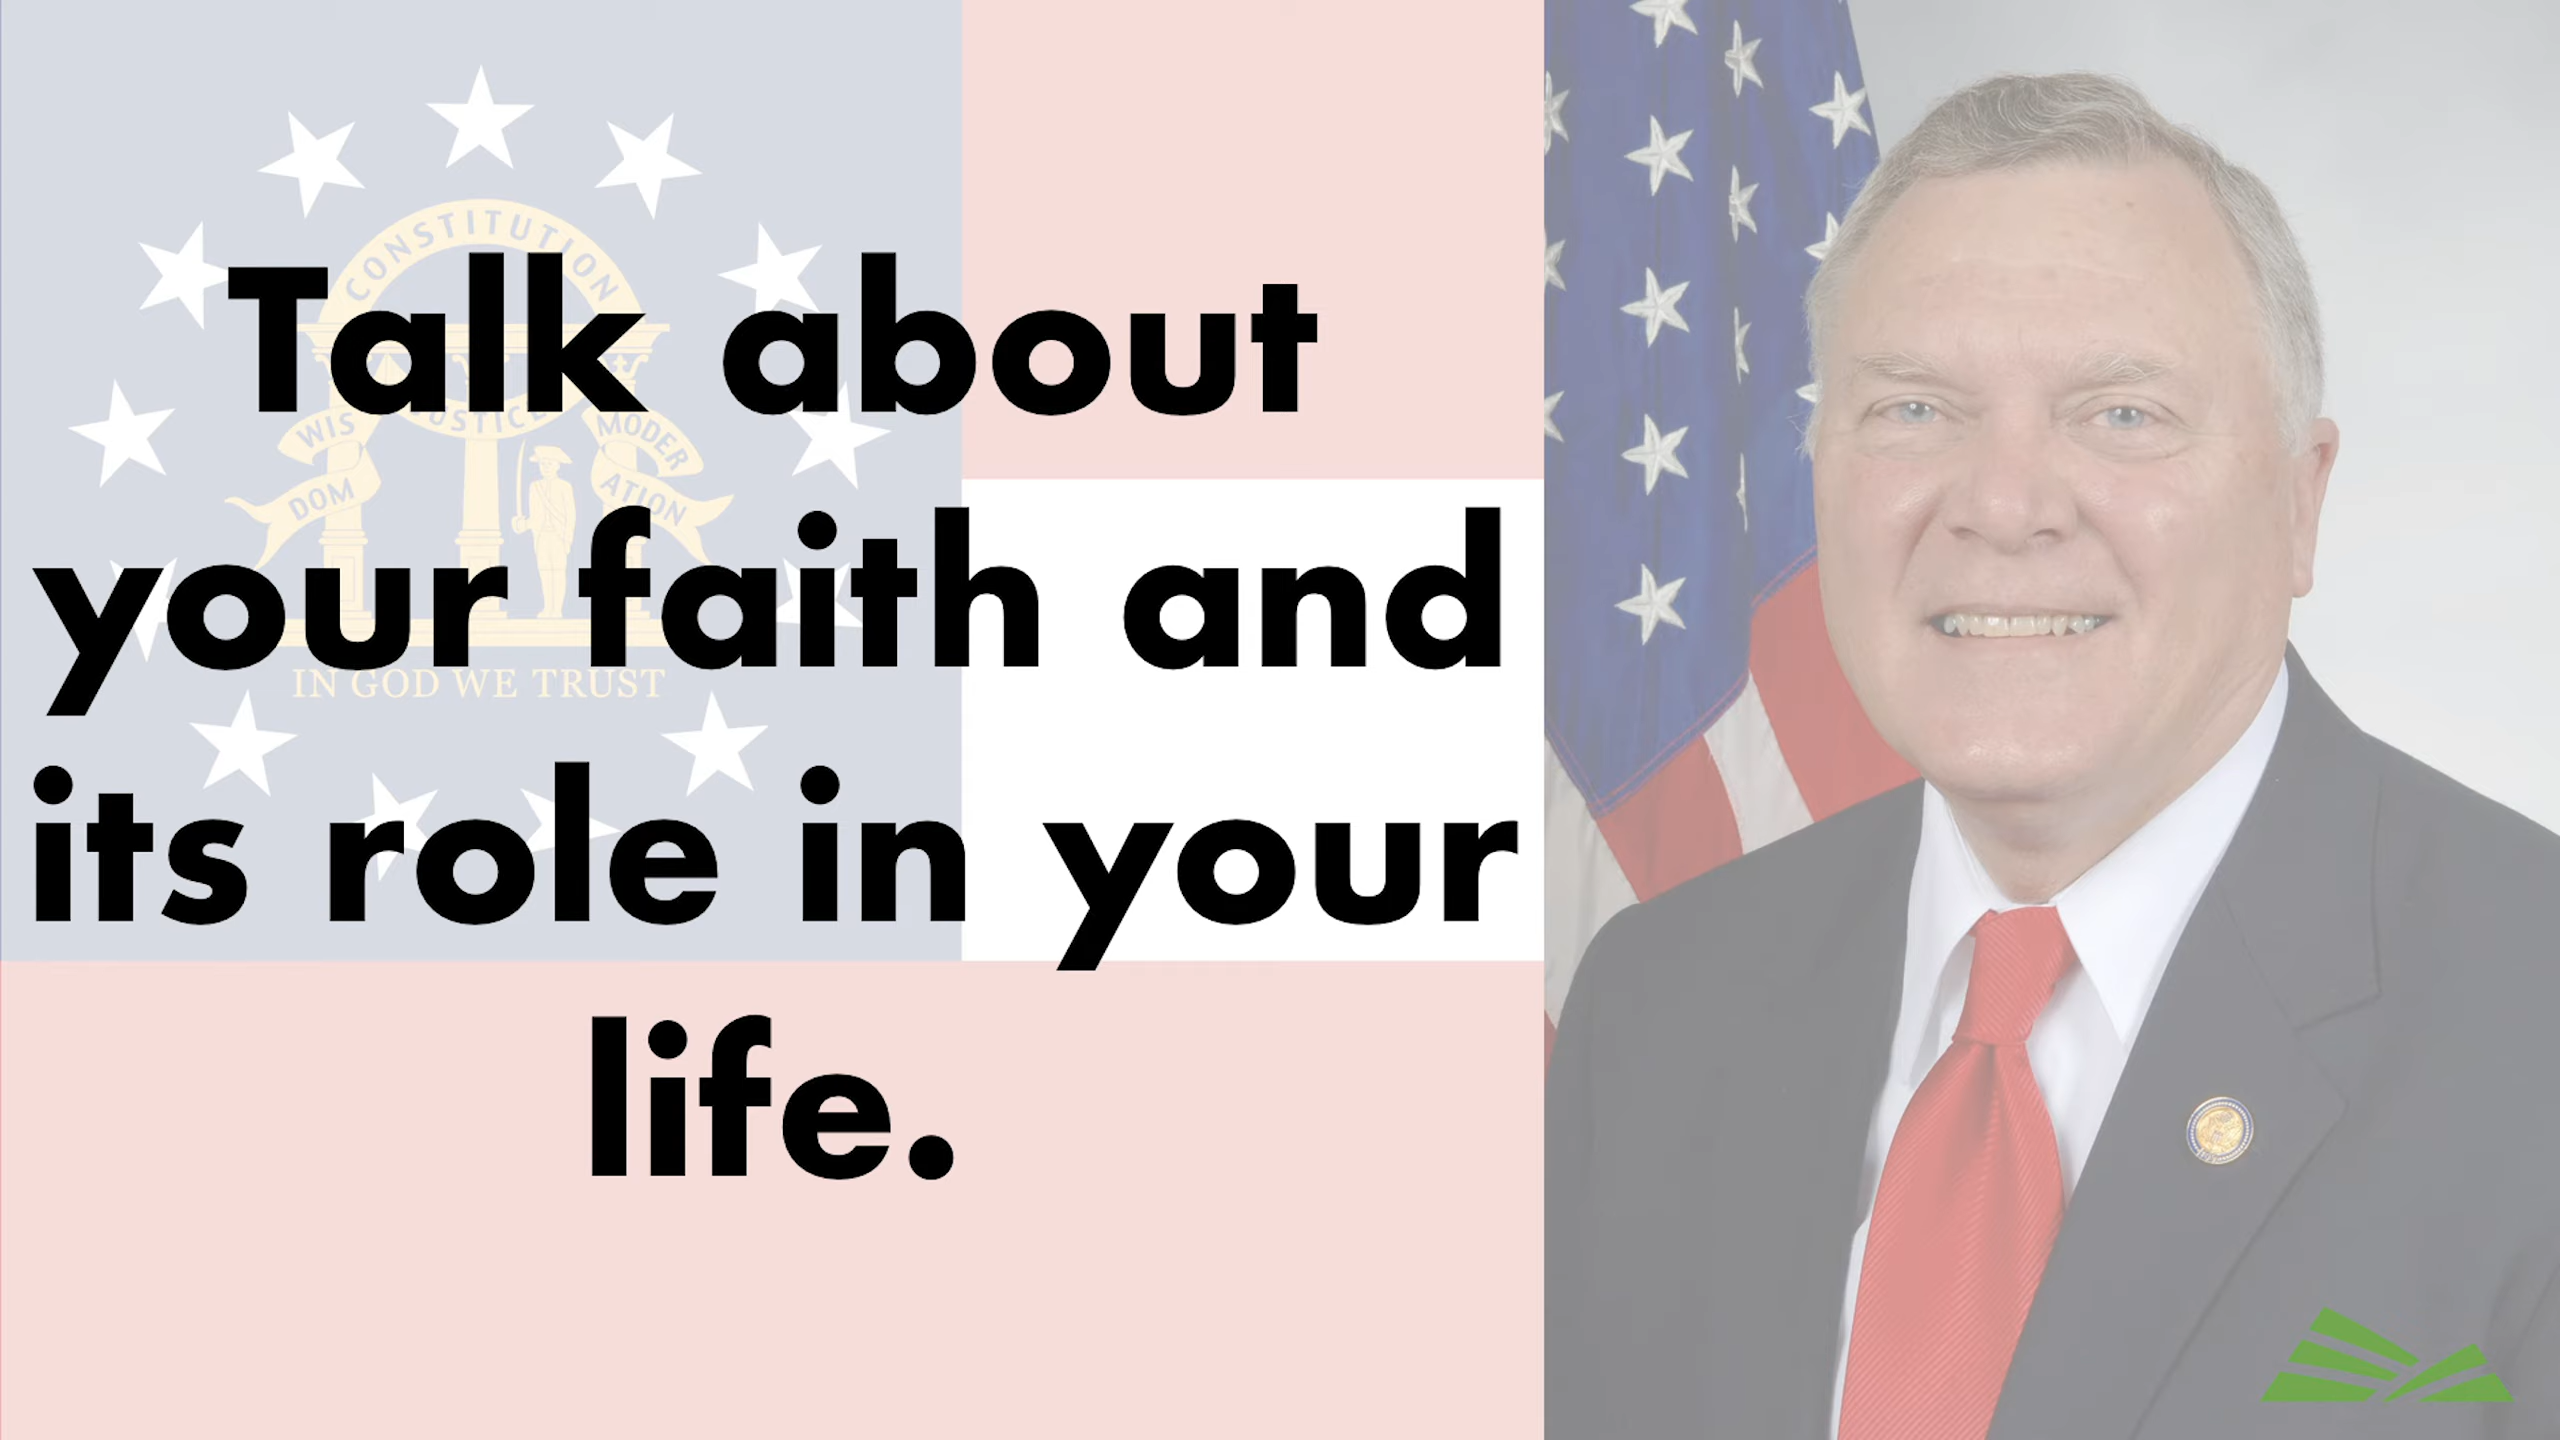 CONSTITUTION
Talk about
JUSTICE
WIS
DOM
MODER
ATION
your faith and
IN GOD WE TRUST
its role in your
life.